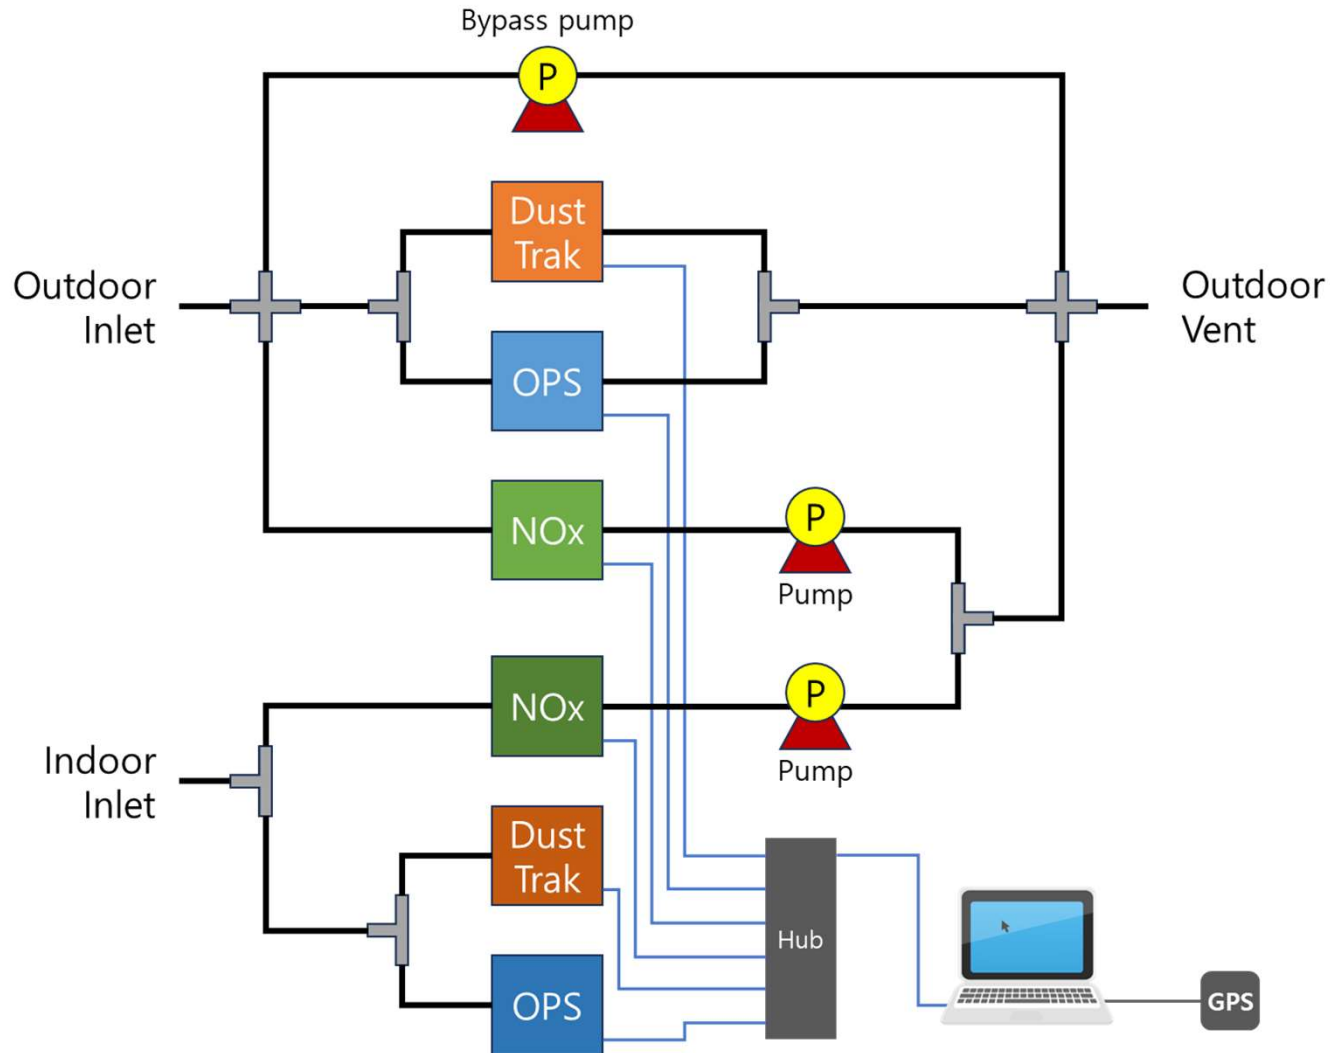 Bypass pump
P
Dust
Trak
Outdoor
Inlet
Outdoor
Vent
OPS
NOx
P
Pump
NOx
P
Pump
Indoor
Inlet
Dust
Trak
Hub
OPS
GPS